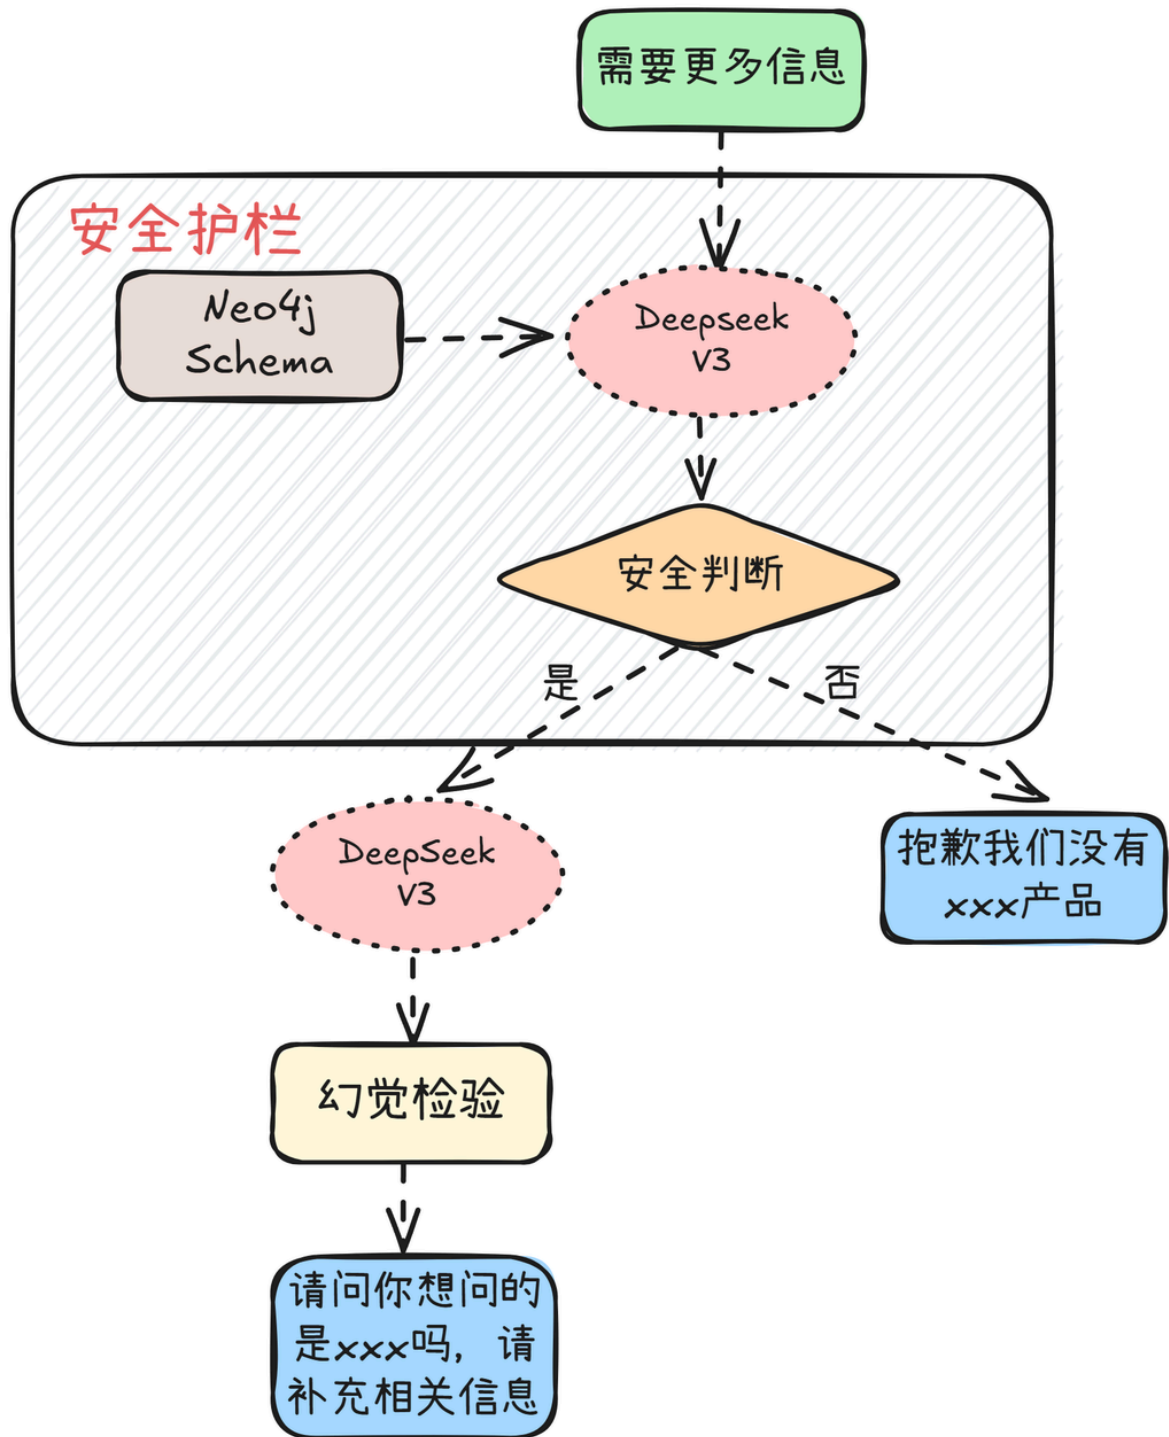 需要更多信息
安全护栏
Neo4j
Schema
Deepseek
V3
安全判断
是
否
DeepSeek
V3
抱歉我们没有
xxx产品
幻觉检验
请问你想问的
是xxx吗，请
补充相关信息